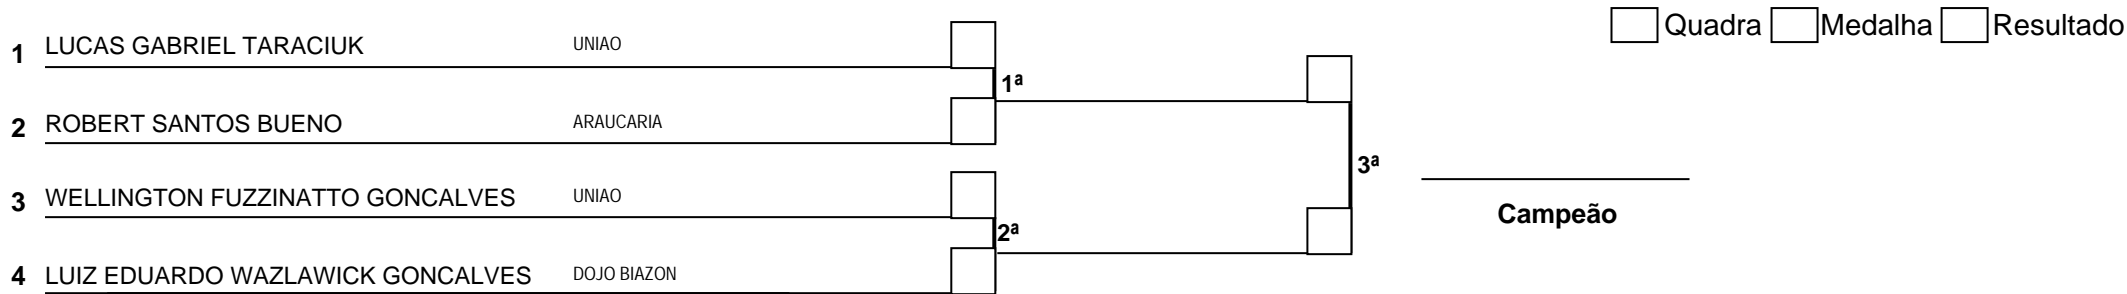 Quadra Medalha Resultado
1 LUCAS GABRIEL TARACIUK UNIAO
1ª
2 ROBERT SANTOS BUENO ARAUCARIA
3ª
3 WELLINGTON FUZZINATTO GONCALVES UNIAO
Campeão
2ª
4 LUIZ EDUARDO WAZLAWICK GONCALVES DOJO BIAZON